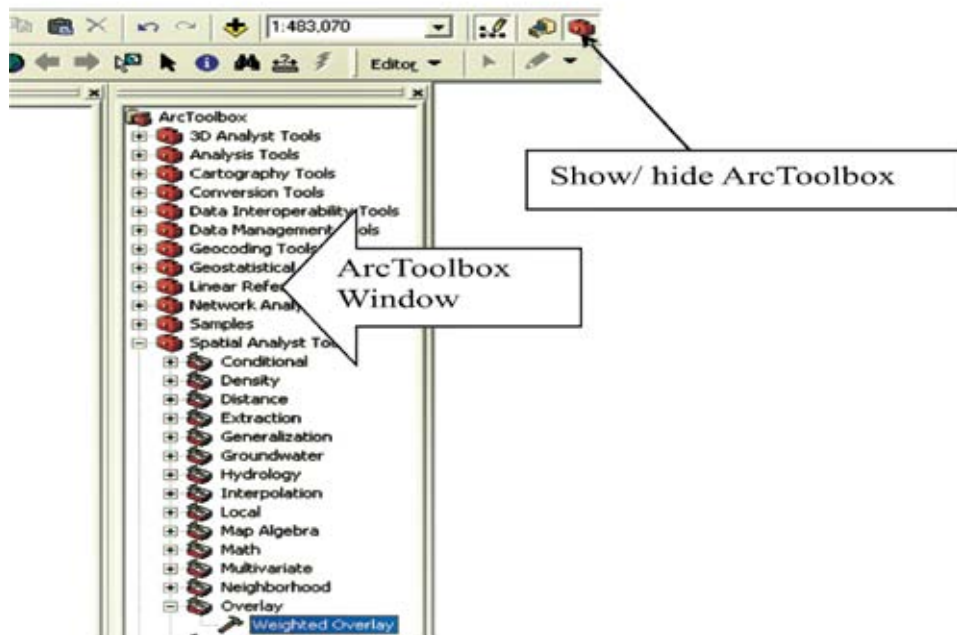 1:483,070
Editor
ArcToolbox
3D Analyst Tools
Analysis Tools
Cartography Tools
Conversion Tools
Data Interoperability Tools
Data Management
Geocoding Tools
Geostatistical
Linear
Network
Samples
Spatial Analyst
Conditional
Density
Distance
Extraction
Generalization
Groundwater
Hydrology
Interpolation
Local
Map Algebra
Math
Multivariate
Neighborhood
Overlay
Weighted Overlay
Show/ hide ArcToolbox
ArcToolbox
Window